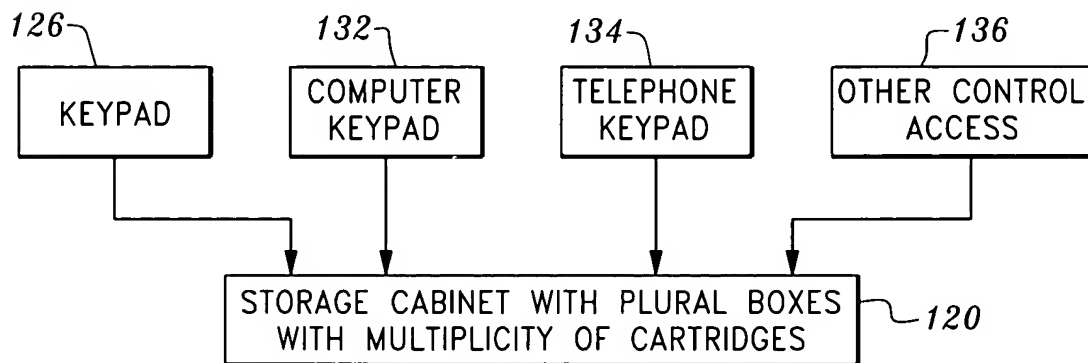 126
132
134
136
KEYPAD
COMPUTER
KEYPAD
TELEPHONE
KEYPAD
OTHER CONTROL
ACCESS
STORAGE CABINET WITH PLURAL BOXES
WITH MULTIPLICITY OF CARTRIDGES
120